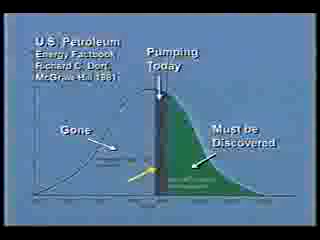 U.S. Petroleum
Energy Factbook
Richard C. Dorf,
McGraw Hill 1981
Pumping
Today
Gone
Must be
Discovered